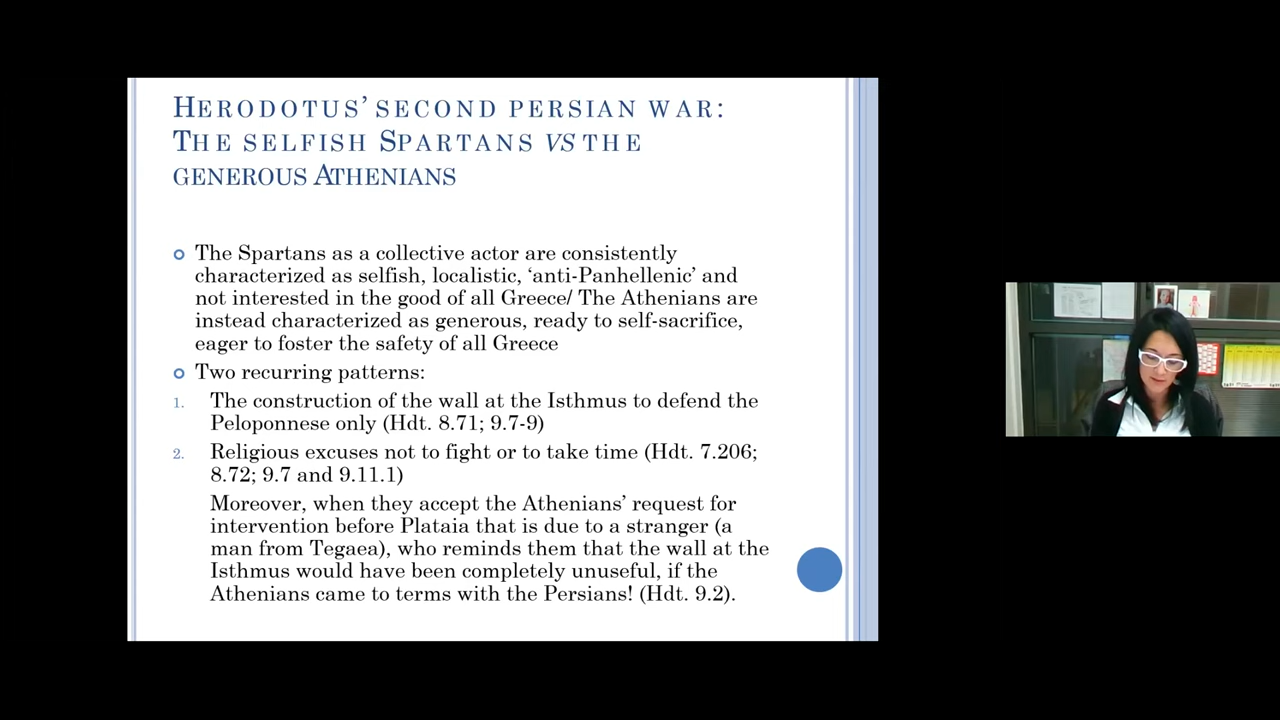 HERODOTUS' SECOND PERSIAN WAR:
THE SELFISH SPARTANS VS THE
GENEROUS ATHENIANS
The Spartans as a collective actor are consistently
characterized as selfish, localistic, ‘anti-Panhellenic’ and
not interested in the good of all Greece/ The Athenians are
instead characterized as generous, ready to self-sacrifice,
eager to foster the safety of all Greece
Two recurring patterns:
1. The construction of the wall at the Isthmus to defend the
Peloponnese only (Hdt. 8.71; 9.7-9)
2. Religious excuses not to fight or to take time (Hdt. 7.206;
8.72; 9.7 and 9.11.1)
Moreover, when they accept the Athenians’ request for
intervention before Plataia that is due to a stranger (a
man from Tegaea), who reminds them that the wall at the
Isthmus would have been completely unuseful, if the
Athenians came to terms with the Persians! (Hdt. 9.2).